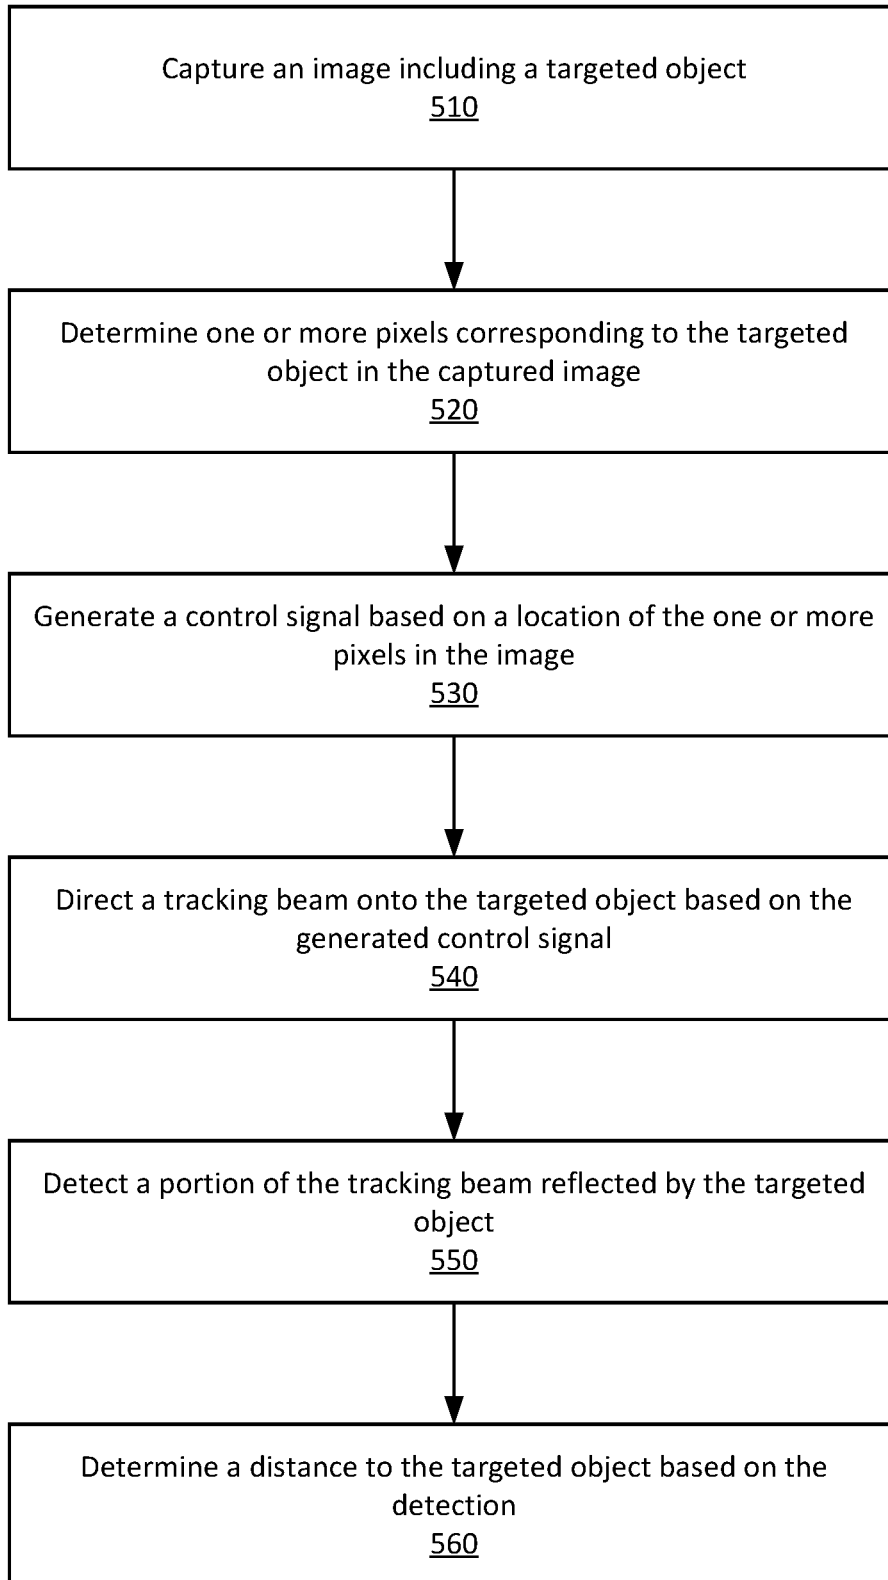 Capture an image including a targeted object
510
Determine one or more pixels corresponding to the targeted
object in the captured image
520
Generate a control signal based on a location of the one or more
pixels in the image
530
Direct a tracking beam onto the targeted object based on the
generated control signal
540
Detect a portion of the tracking beam reflected by the targeted
object
550
Determine a distance to the targeted object based on the
detection
560